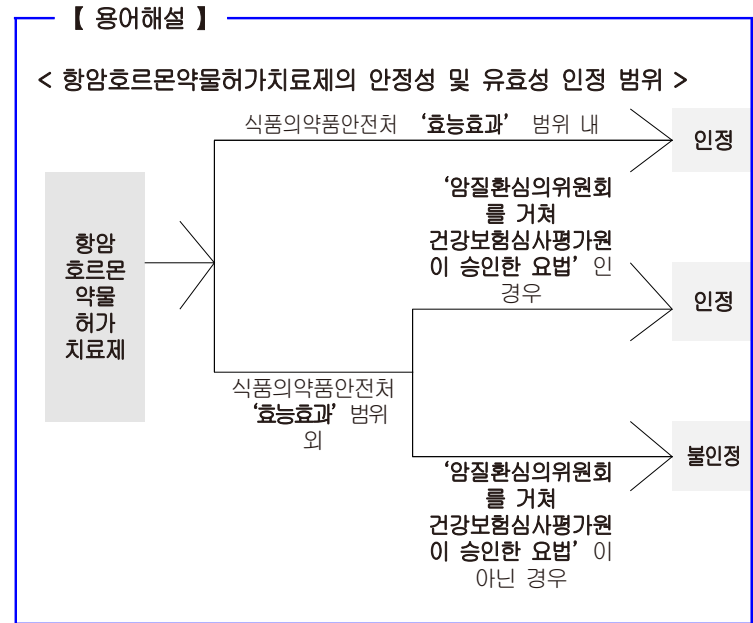 【 용어해설 】
< 항암호르몬약물허가치료제의 안정성 및 유효성 인정 범위 >
식품의약품안전처 ‘효능효과’ 범위 내
인정
‘암질환심의위원회
를 거쳐
건강보험심사평가원
이 승인한 요법’ 인
경우
인정
항암
호르몬
약물
허가
치료제
식품의약품안전처
‘효능효과’ 범위
외
불인정
‘암질환심의위원회
를 거쳐
건강보험심사평가원
이 승인한 요법’ 이
아닌 경우